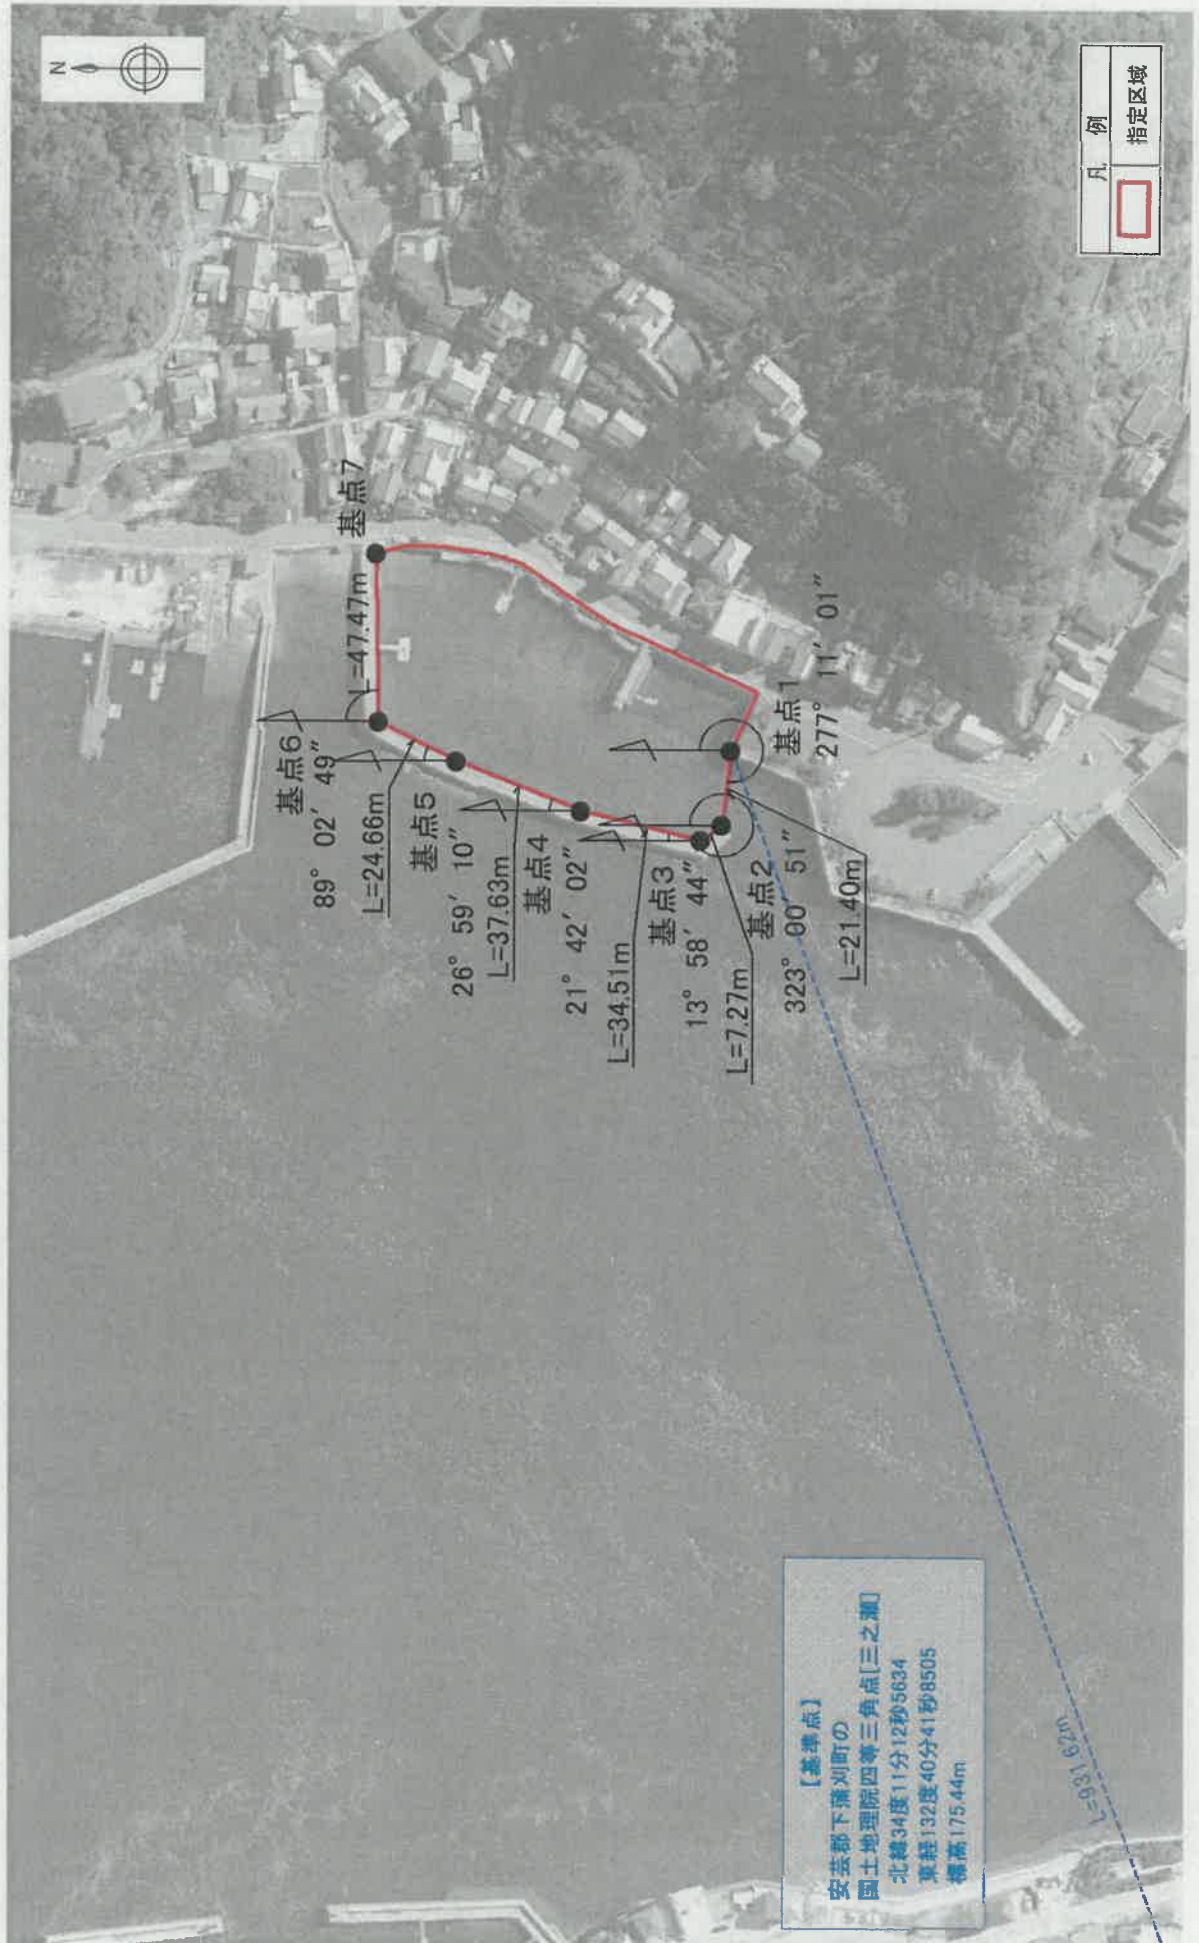 N
凡 例
指定区域
基点7
L=47.47m
基点6
89° 02′ 49″
L=24.66m
基点5
26° 59′ 10″
L=37.63m
基点4
21° 42′ 02″
L=34.51m
基点3
13° 58′ 44″
L=7.27m
基点2
323° 00′ 51″
L=21.40m
基点1
277° 11′ 01″
L=931.62m
【基準点】
安芸郡下蒲刈町の
国土地理院四等三角点[三之瀬]
北緯34度11分12秒5634
東経132度40分41秒8505
標高175.44m